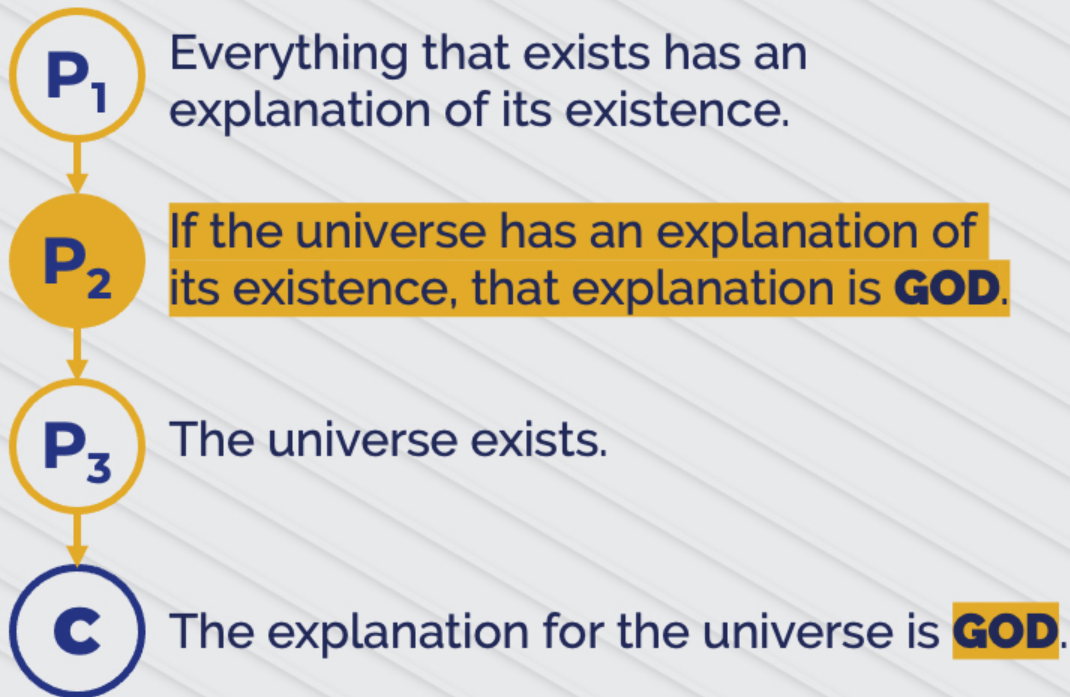 P1
Everything that exists has an
explanation of its existence.
P2
If the universe has an explanation of
its existence, that explanation is GOD.
P3
The universe exists.
C
The explanation for the universe is GOD.